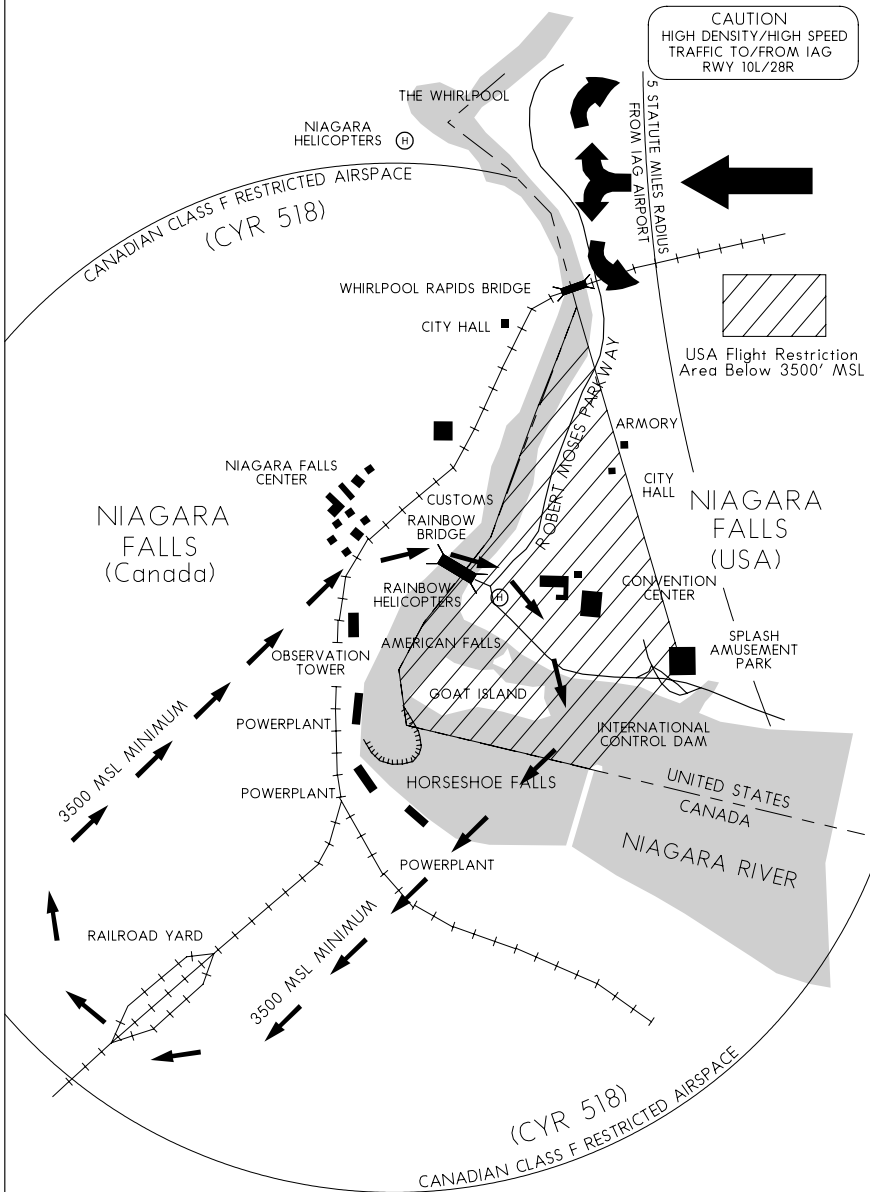 CAUTION
HIGH DENSITY/HIGH SPEED
TRAFFIC TO/FROM IAG
RWY 10L/28R
THE WHIRLPOOL
NIAGARA
HELICOPTERS
H
5 STATUTE MILES RADIUS
FROM IAG AIRPORT
CANADIAN CLASS F RESTRICTED AIRSPACE
(CYR 518)
WHIRLPOOL RAPIDS BRIDGE
CITY HALL
USA Flight Restriction
Area Below 3500' MSL
ROBERT MOSES PARKWAY
ARMORY
CITY
HALL
NIAGARA FALLS
CENTER
CUSTOMS
RAINBOW
BRIDGE
NIAGARA
FALLS
(Canada)
NIAGARA
FALLS
(USA)
RAINBOW
HELICOPTERS
H
CONVENTION
CENTER
AMERICAN FALLS
OBSERVATION
TOWER
SPLASH
AMUSEMENT
PARK
GOAT ISLAND
POWERPLANT
INTERNATIONAL
CONTROL DAM
3500 MSL MINIMUM
POWERPLANT
HORSESHOE FALLS
UNITED STATES
CANADA
NIAGARA RIVER
POWERPLANT
RAILROAD YARD
3500 MSL MINIMUM
(CYR 518)
CANADIAN CLASS F RESTRICTED AIRSPACE